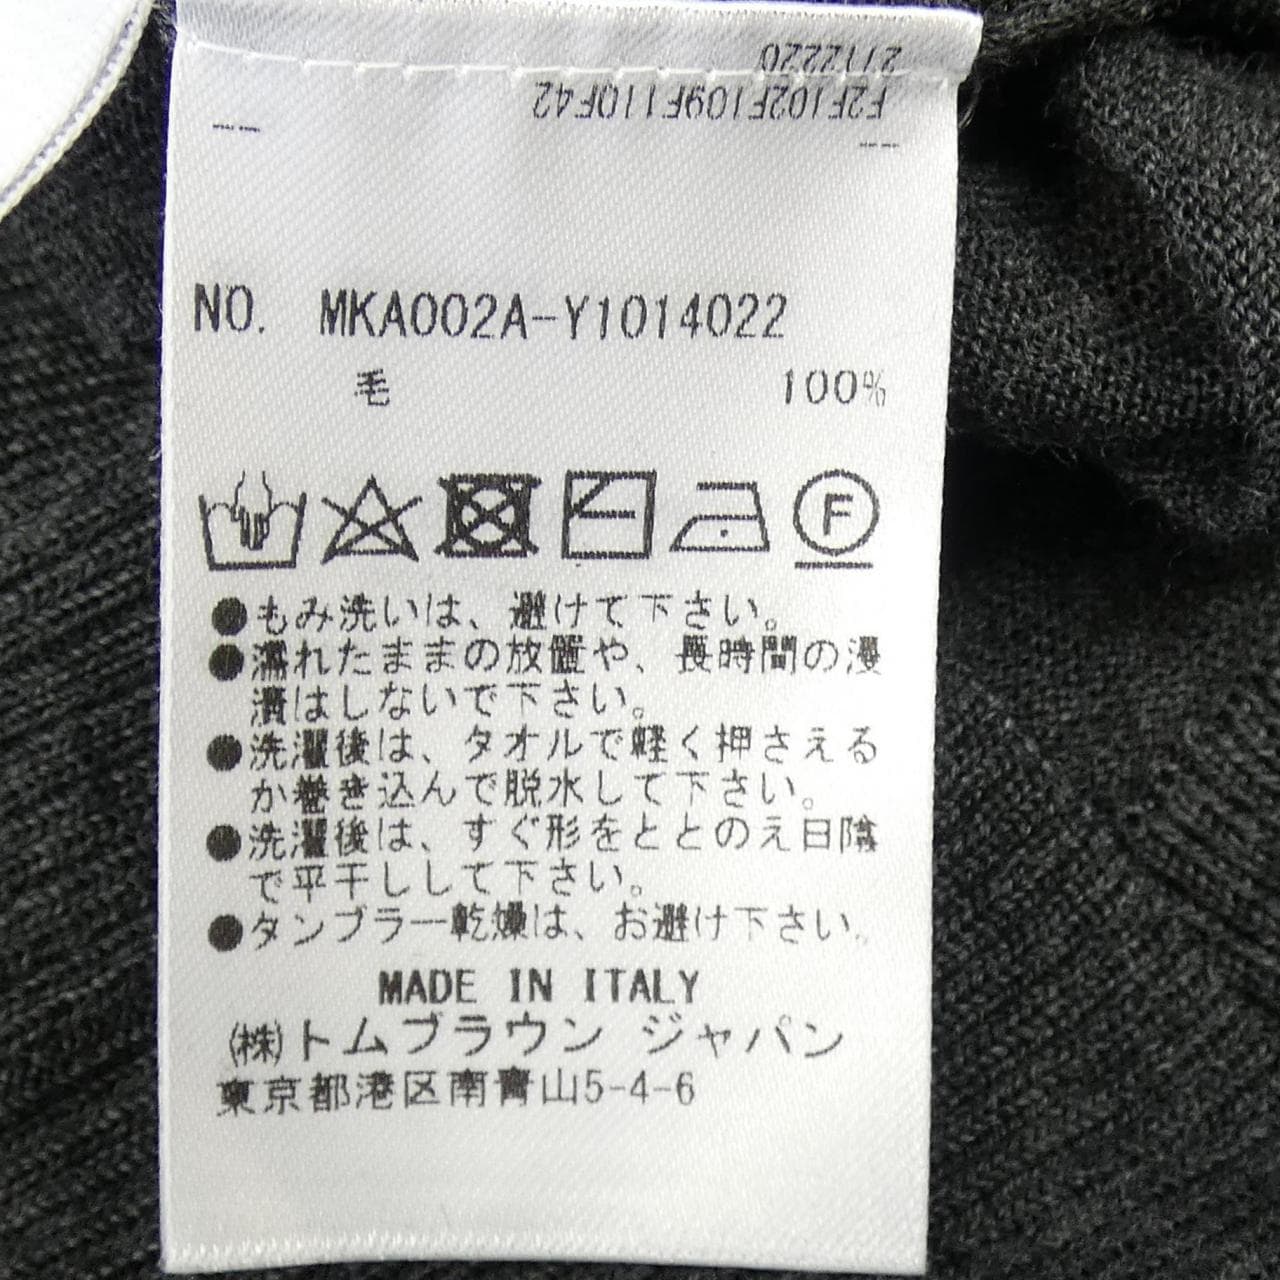 2112220
F2F102F109F110F42
NO. MKA002A-Y1014022
毛 100%
F
●もみ洗いは、避けて下さい。
●濡れたままの放置や、長時間の浸
漬はしないで下さい。
●洗濯後は、タオルで軽く押さえる
か巻き込んで脱水して下さい。
●洗濯後は、すぐ形をととのえ日陰
で平干しして下さい。
●タンブラー乾燥は、お避け下さい。
MADE IN ITALY
(株)トムブラウン ジャパン
東京都港区南青山5-4-6